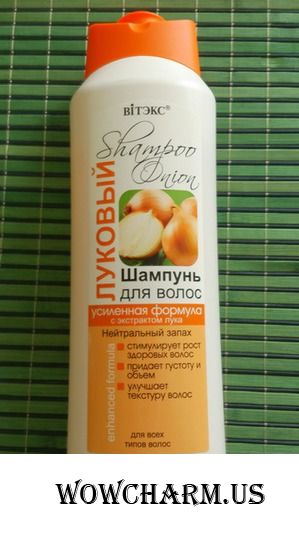 ВIТЭКС®
Shampoo
Onion
ЛУКОВЫЙ
Шампунь
для волос
усиленная формула
с экстрактом лука
Нейтральный запах
enhanced formula
стимулирует рост
здоровых волос
придает густоту и
объем
улучшает
текстуру волос
для всех
типов волос
WOWCHARM.US